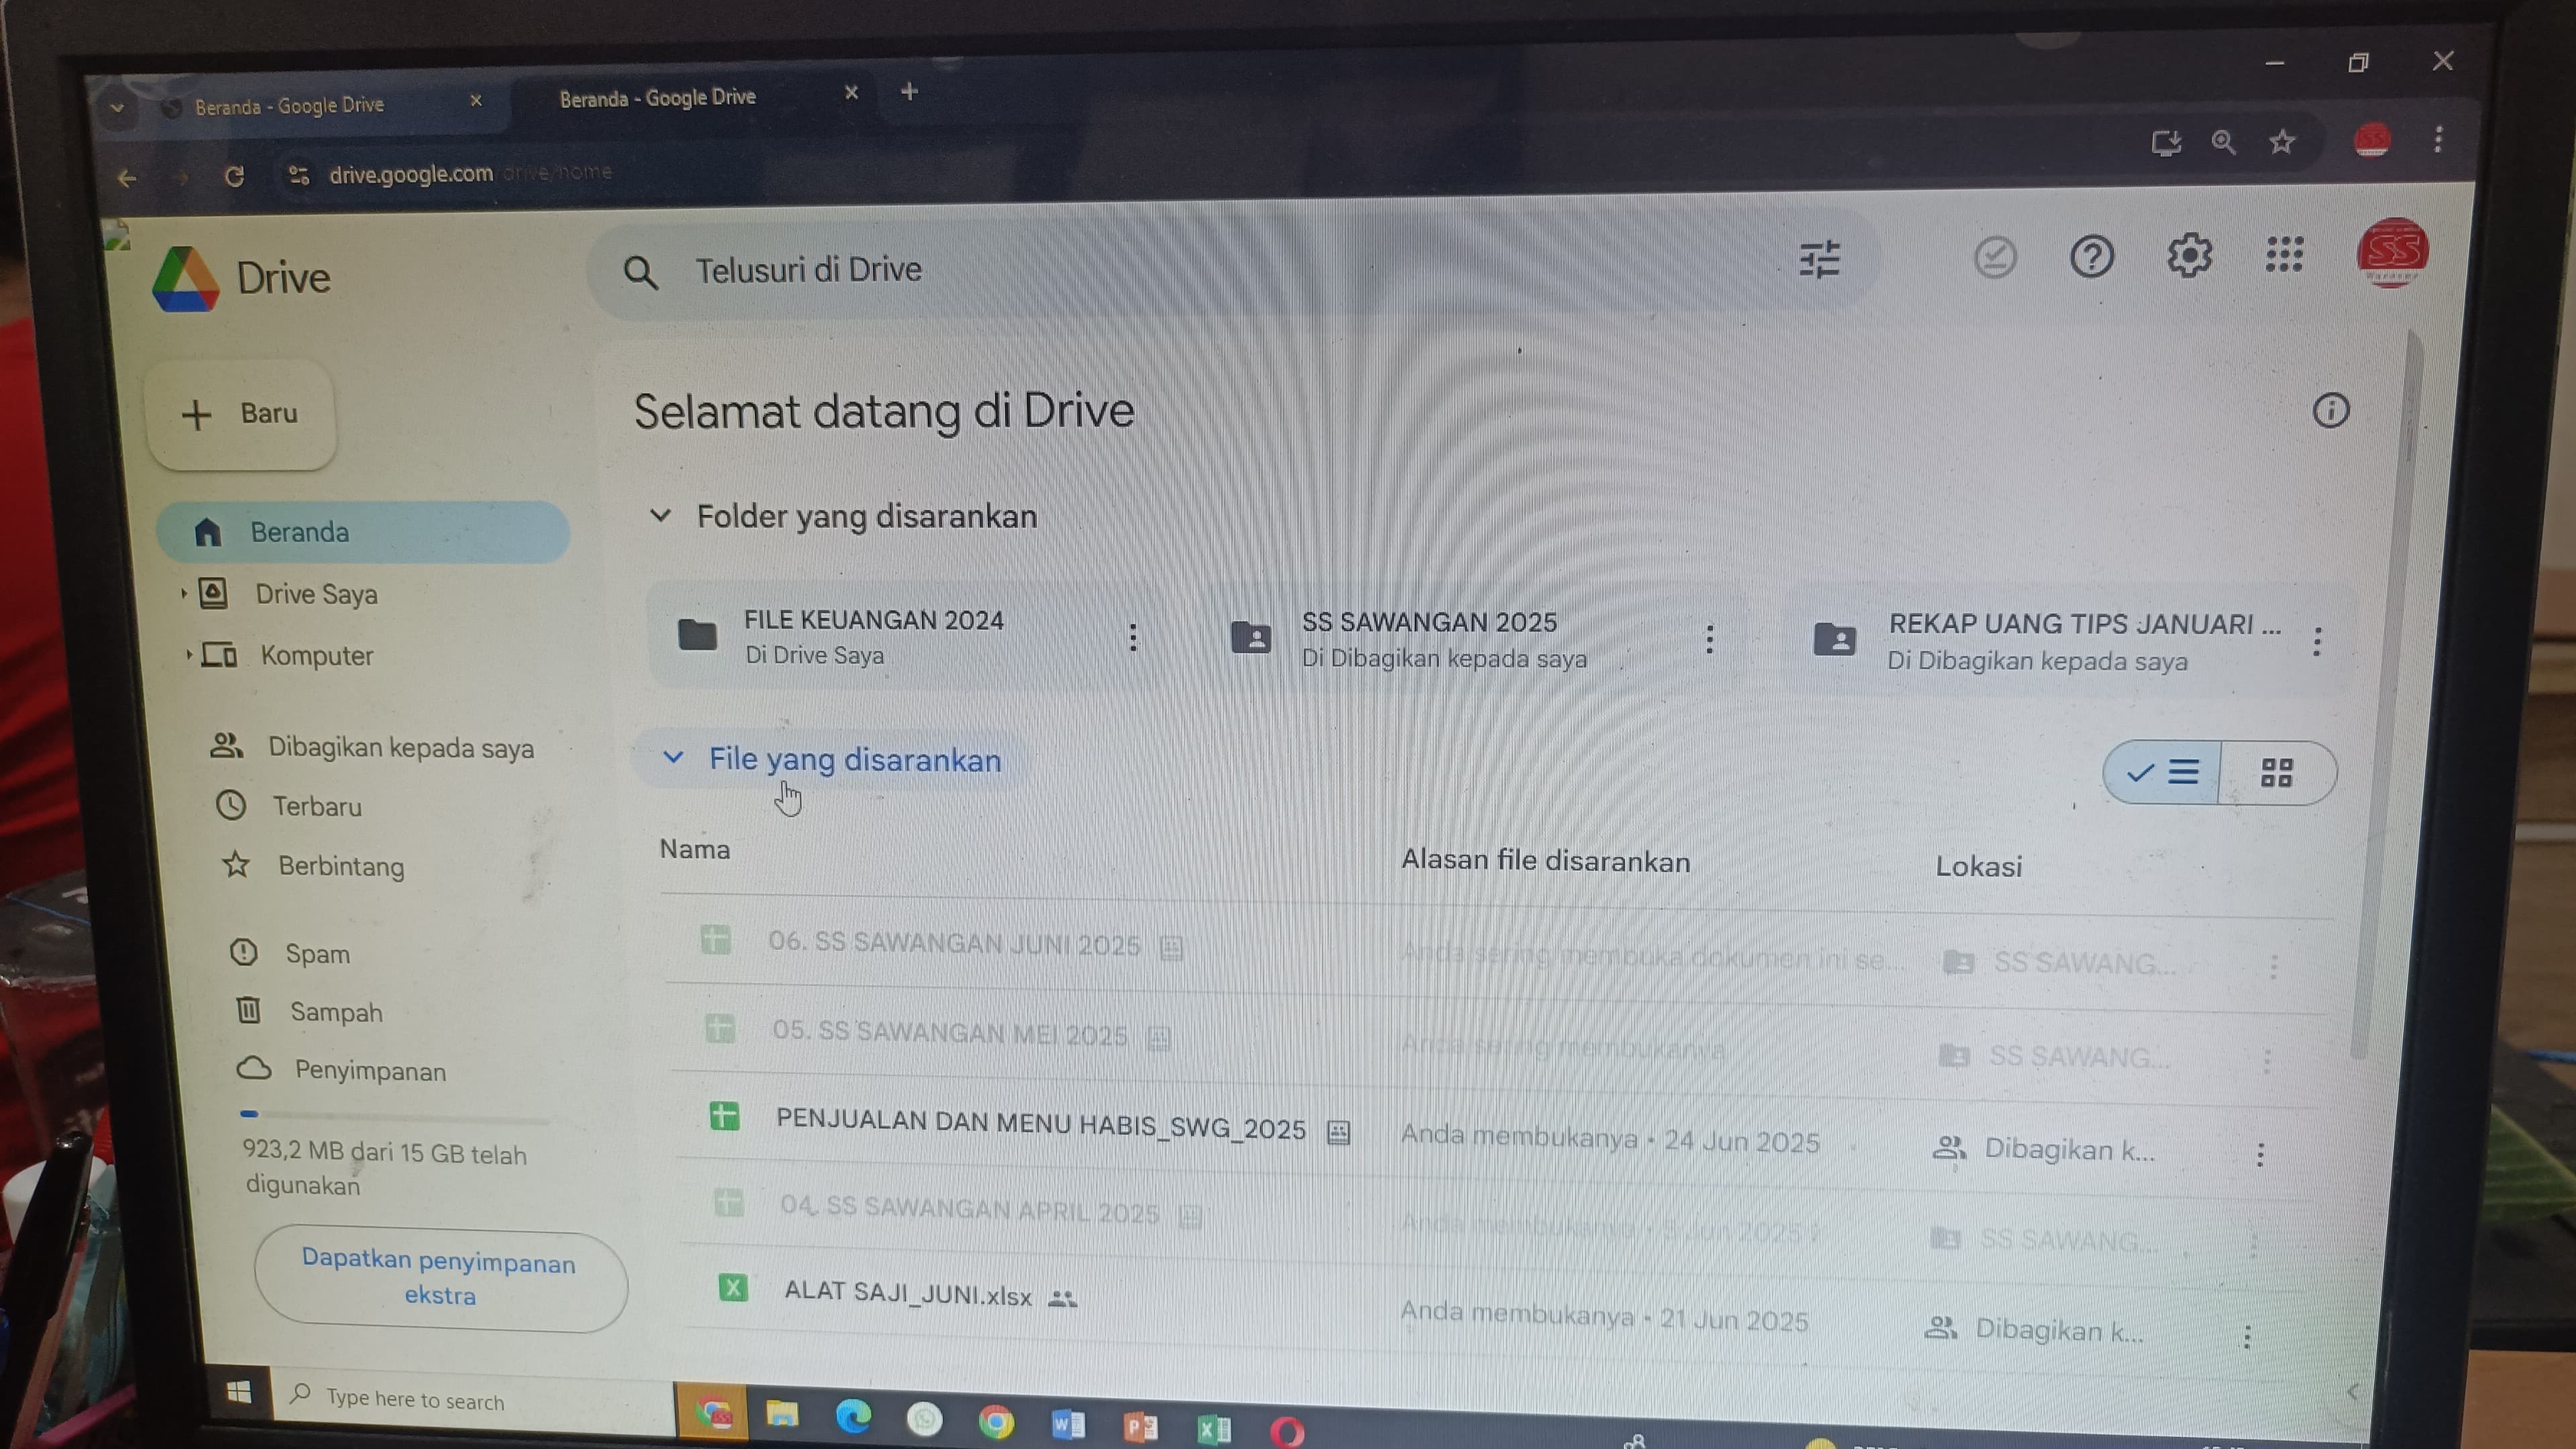 Beranda - Google Drive
Beranda - Google Drive
drive.google.com/drive/home
Drive
Telusuri di Drive
SS
Baru
Selamat datang di Drive
Beranda
Drive Saya
Komputer
Dibagikan kepada saya
Terbaru
Berbintang
Spam
Sampah
Penyimpanan
923,2 MB dari 15 GB telah
digunakan
Dapatkan penyimpanan
ekstra
Folder yang disarankan
FILE KEUANGAN 2024
Di Drive Saya
SS SAWANGAN 2025
Di Dibagikan kepada saya
REKAP UANG TIPS JANUARI ...
Di Dibagikan kepada saya
File yang disarankan
Nama Alasan file disarankan Lokasi
06. SS SAWANGAN JUNI 2025 Anda sering membuka dokumen ini se... SS SAWANG...
05. SS SAWANGAN MEI 2025 Anda sering membukanya SS SAWANG...
PENJUALAN DAN MENU HABIS_SWG_2025 Anda membukanya • 24 Jun 2025 Dibagikan k...
04. SS SAWANGAN APRIL 2025 Anda membukanya • 5 Jun 2025 SS SAWANG...
ALAT SAJI_JUNI.xlsx Anda membukanya • 21 Jun 2025 Dibagikan k...
Type here to search